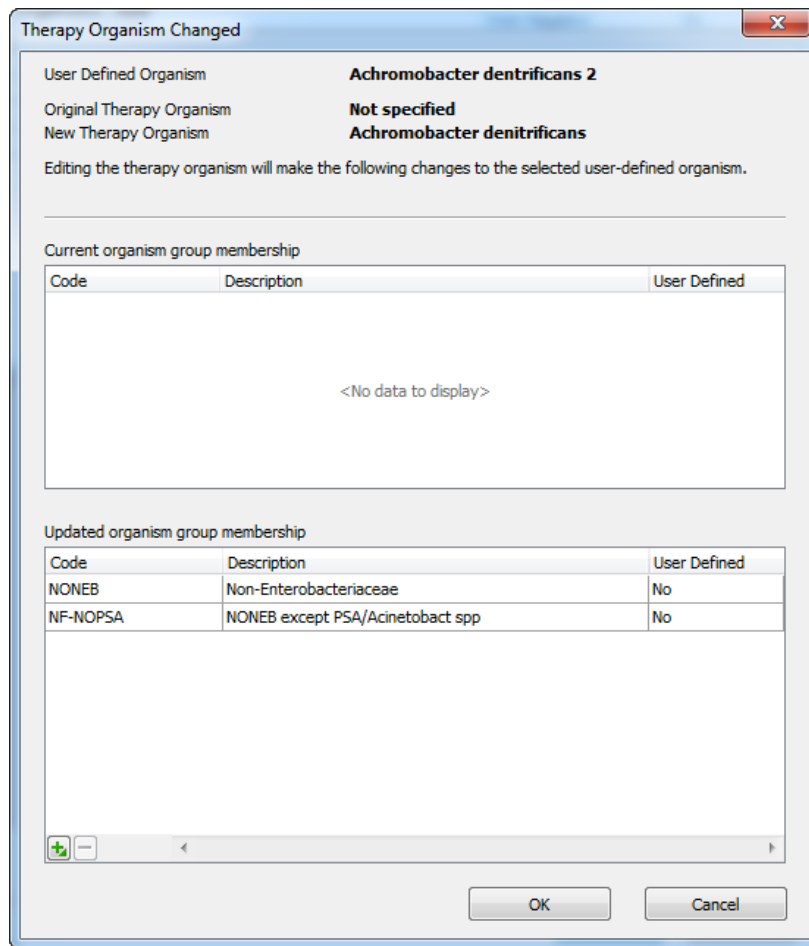 Therapy Organism Changed
User Defined Organism Achromobacter dentrificans 2
Original Therapy Organism Not specified
New Therapy Organism Achromobacter denitrificans
Editing the therapy organism will make the following changes to the selected user-defined organism.
Current organism group membership
Code Description User Defined
<No data to display>
Updated organism group membership
Code Description User Defined
NONEB Non-Enterobacteriaceae No
NF-NOPSA NONEB except PSA/Acinetobact spp No
OK Cancel